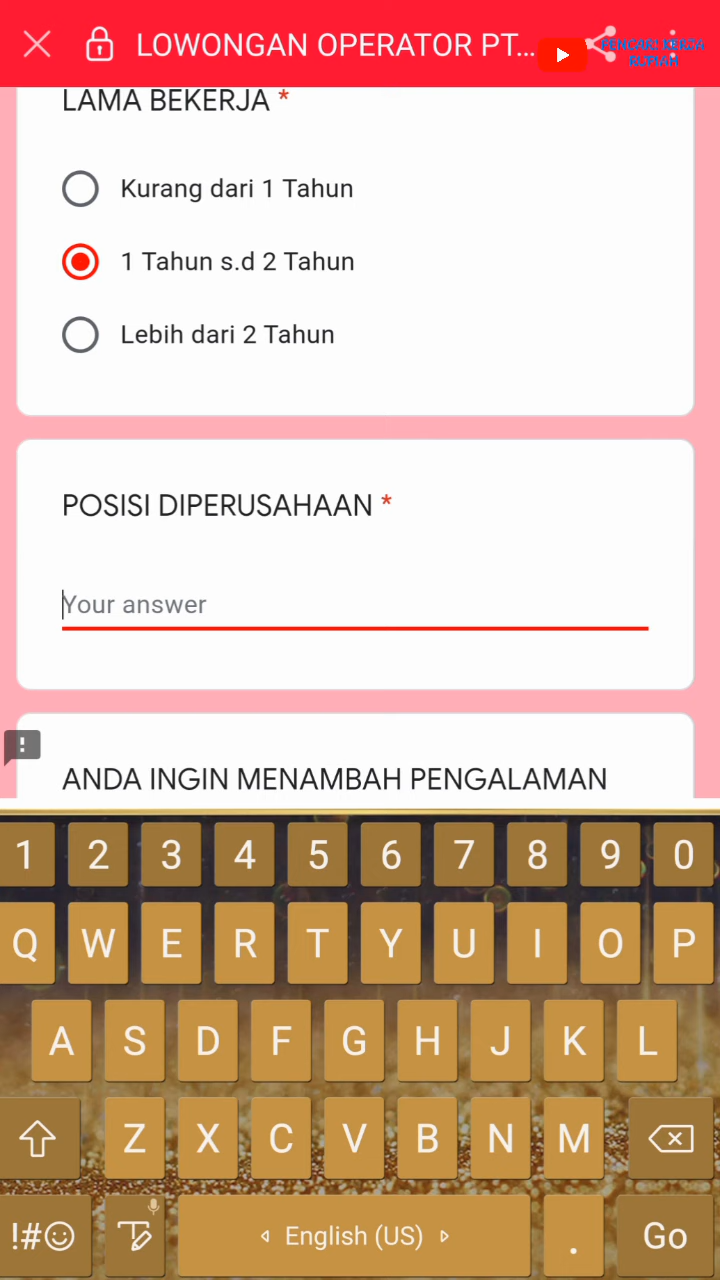 LOWONGAN OPERATOR PT...
PENCARI KERJA
RUPIAH
LAMA BEKERJA *
Kurang dari 1 Tahun
1 Tahun s.d 2 Tahun
Lebih dari 2 Tahun
POSISI DIPERUSAHAAN *
Your answer
!
ANDA INGIN MENAMBAH PENGALAMAN
1 2 3 4 5 6 7 8 9 0
Q W E R T Y U I O P
A S D F G H J K L
Z X C V B N M
!#☺ T English (US) . Go